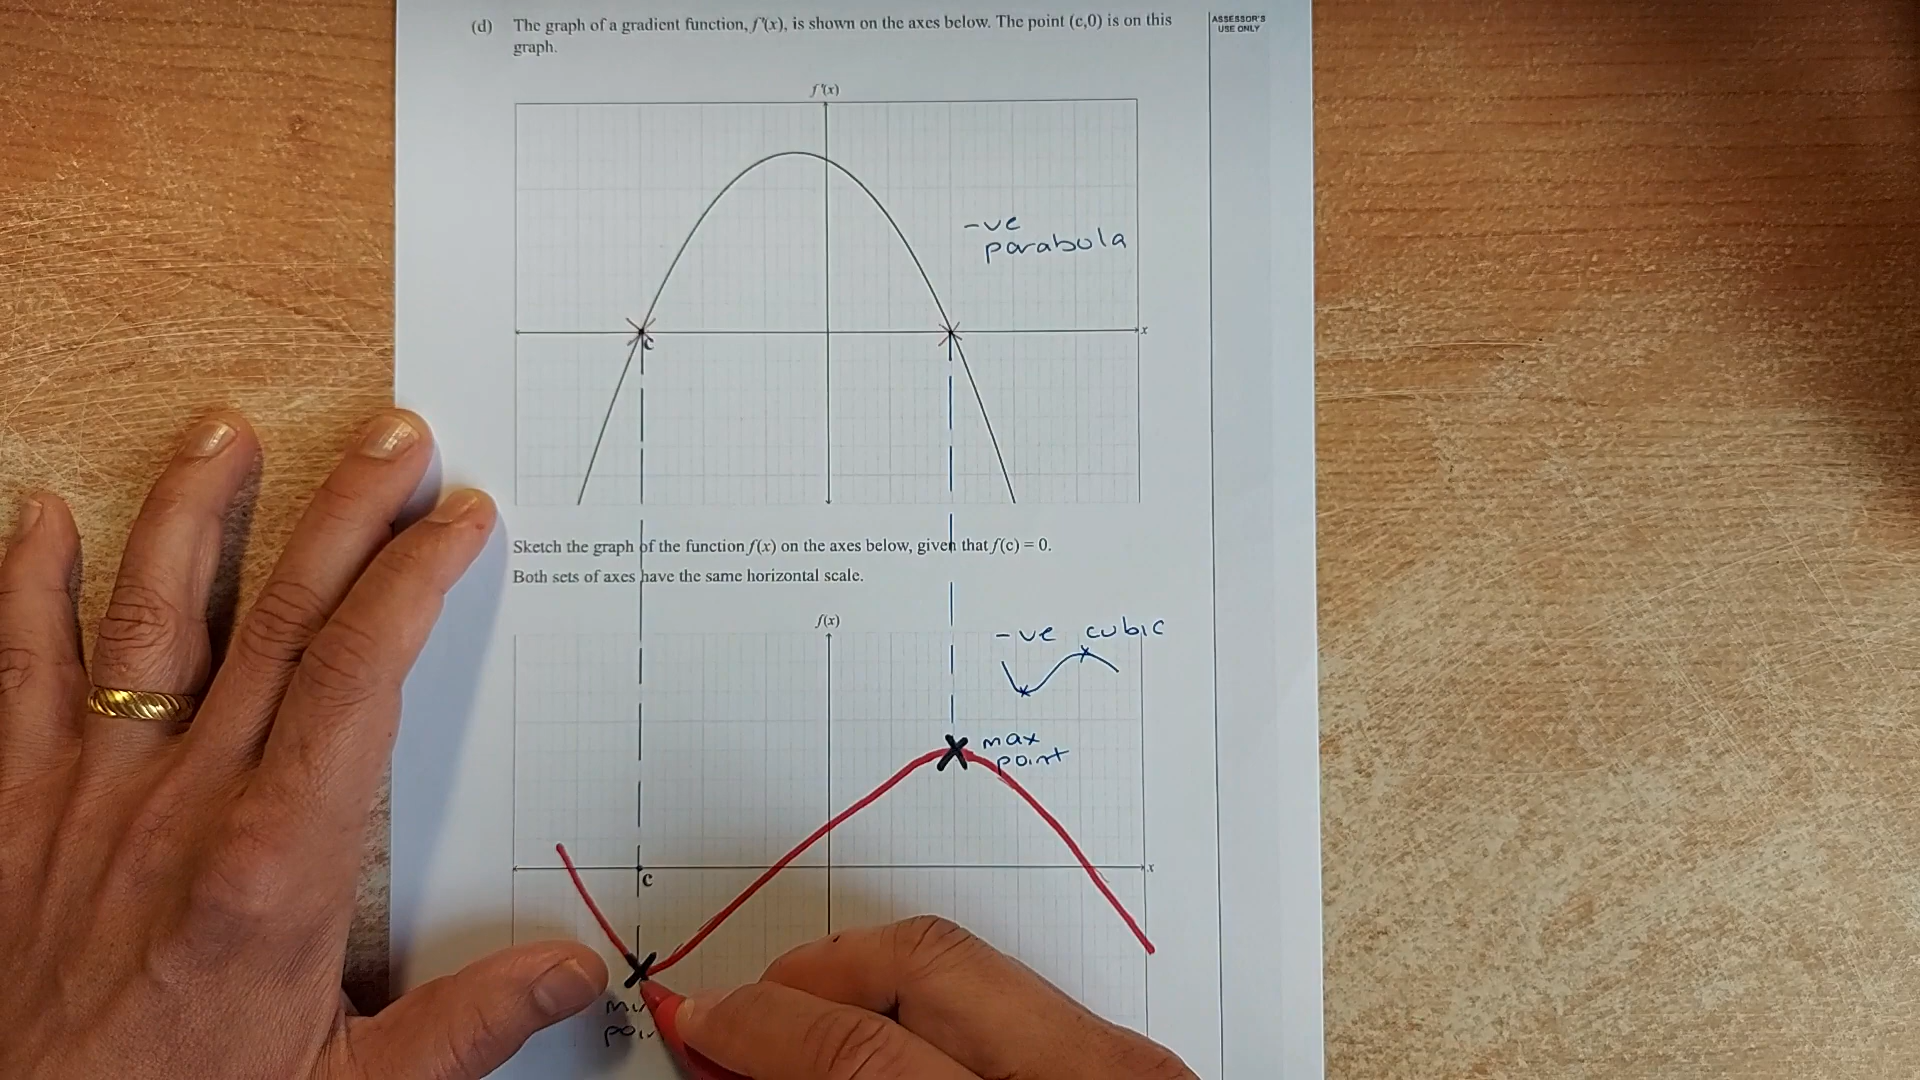 (d) The graph of a gradient function, f'(x), is shown on the axes below. The point (c,0) is on this
graph.
ASSESSOR'S
USE ONLY
f'(x)
-ve
parabola
x
c
Sketch the graph of the function f(x) on the axes below, given that f(c) = 0.
Both sets of axes have the same horizontal scale.
f(x)
-ve cubic
max
point
x
c